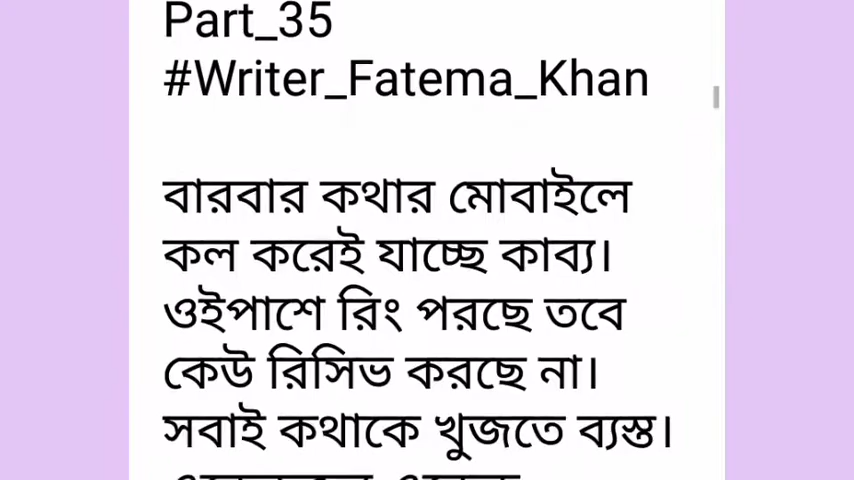 Part_35
#Writer_Fatema_Khan
বারবার কথার মোবাইলে
কল করেই যাচ্ছে কাব্য।
ওইপাশে রিং পরছে তবে
কেউ রিসিভ করছে না।
সবাই কথাকে খুজতে ব্যস্ত।